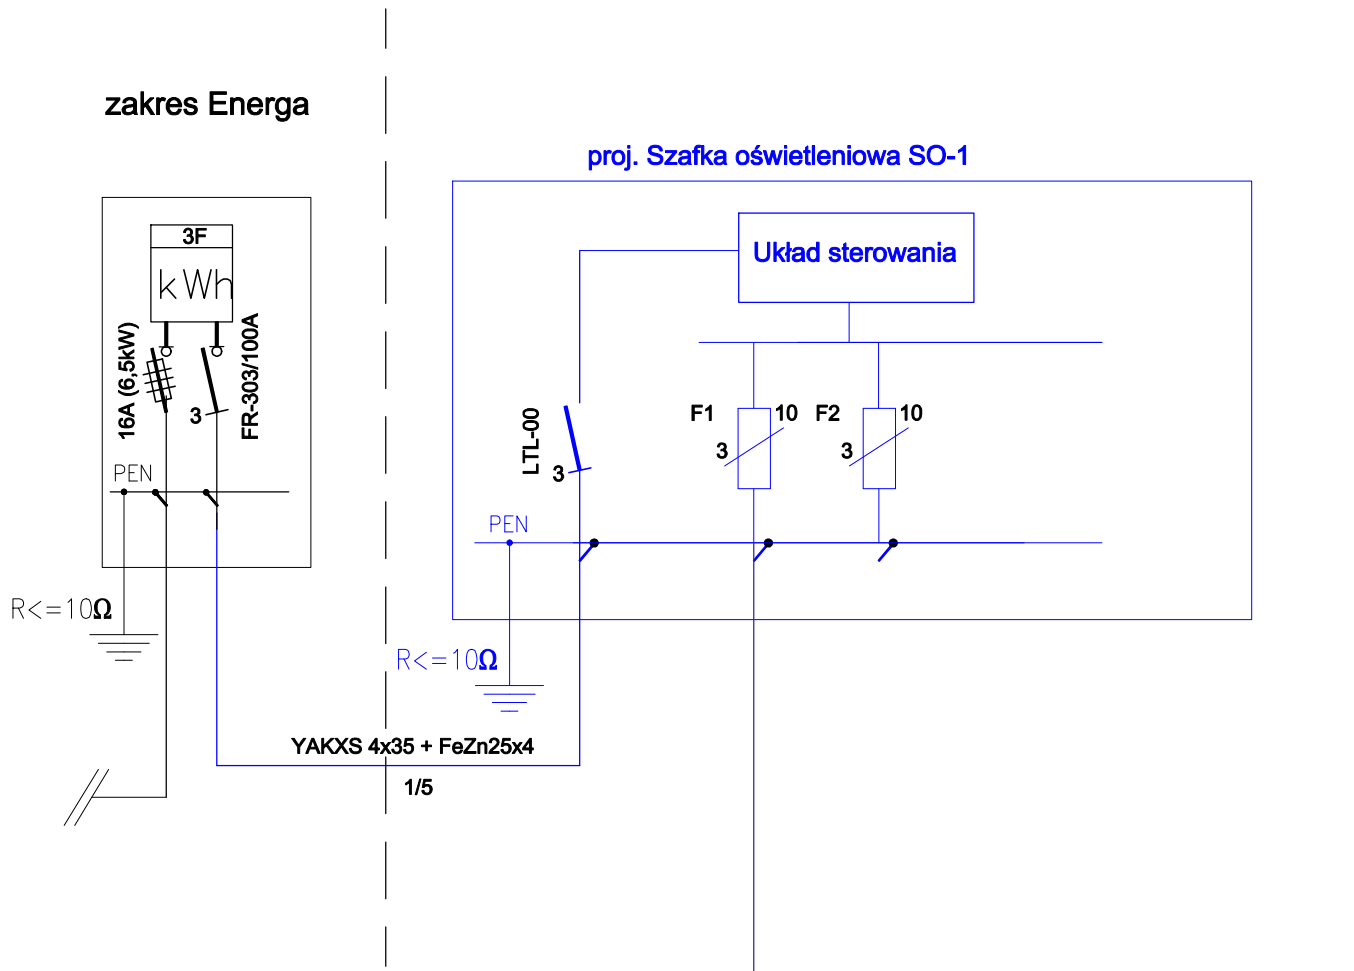 zakres Energa
proj. Szafka oświetleniowa SO-1
3F
kWh
Układ sterowania
16A (6,5kW)
3
FR-303/100A
LTL-00
3
F1
10
3
F2
10
3
PEN
PEN
R<=10Ω
R<=10Ω
YAKXS 4x35 + FeZn25x4
1/5